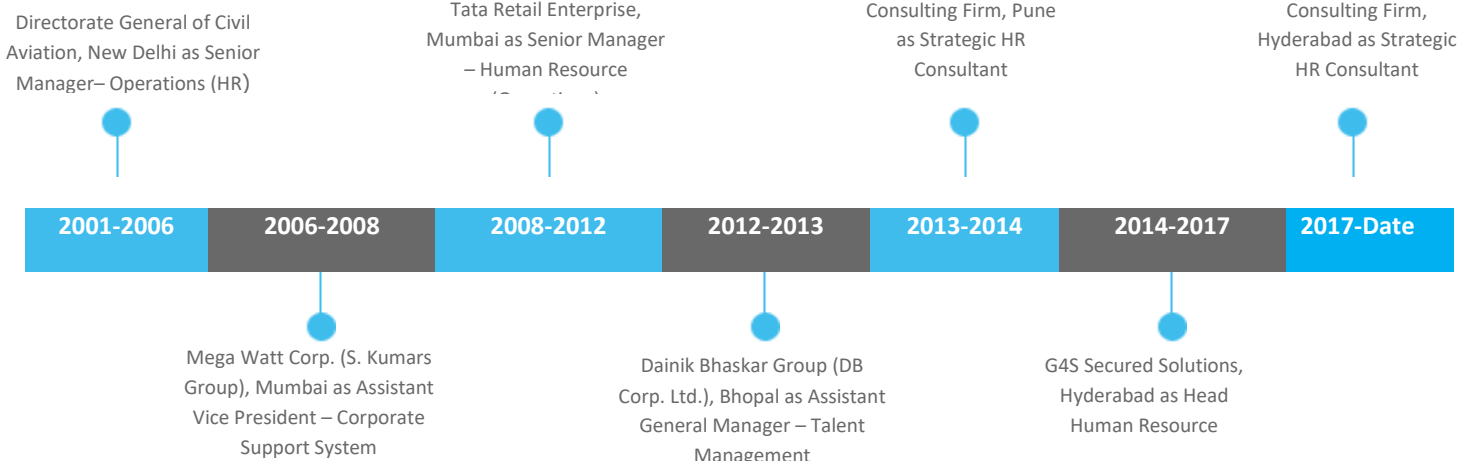 Directorate General of Civil
Aviation, New Delhi as Senior
Manager– Operations (HR)
Tata Retail Enterprise,
Mumbai as Senior Manager
– Human Resource
Consulting Firm, Pune
as Strategic HR
Consultant
Consulting Firm,
Hyderabad as Strategic
HR Consultant
2001-2006
2006-2008
2008-2012
2012-2013
2013-2014
2014-2017
2017-Date
Mega Watt Corp. (S. Kumars
Group), Mumbai as Assistant
Vice President – Corporate
Support System
Dainik Bhaskar Group (DB
Corp. Ltd.), Bhopal as Assistant
General Manager – Talent
Management
G4S Secured Solutions,
Hyderabad as Head
Human Resource